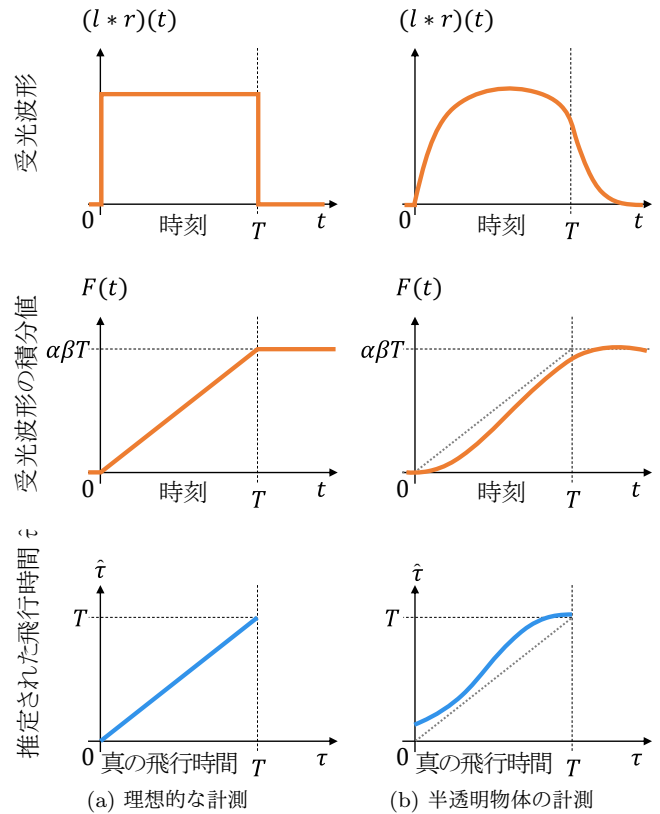 (l * r)(t)
受光波形
0
時刻
T
t
(l * r)(t)
0
時刻
T
t
F(t)
受光波形の積分値
αβT
0
時刻
T
t
F(t)
αβT
0
時刻
T
t
τ̂
推定された飛行時間 τ̂
T
0
真の飛行時間
T
τ
τ̂
T
0
真の飛行時間
T
τ
(a) 理想的な計測
(b) 半透明物体の計測